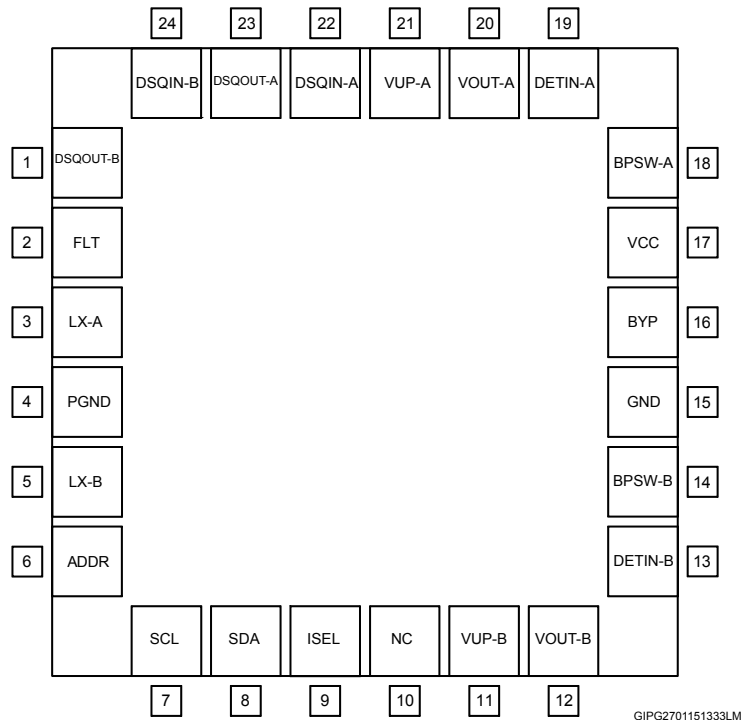 24 23 22 21 20 19
DSQIN-B DSQOUT-A DSQIN-A VUP-A VOUT-A DETIN-A
1 DSQOUT-B BPSW-A 18
2 FLT VCC 17
3 LX-A BYP 16
4 PGND GND 15
5 LX-B BPSW-B 14
6 ADDR DETIN-B 13
SCL SDA ISEL NC VUP-B VOUT-B
7 8 9 10 11 12
GIPG2701151333LM